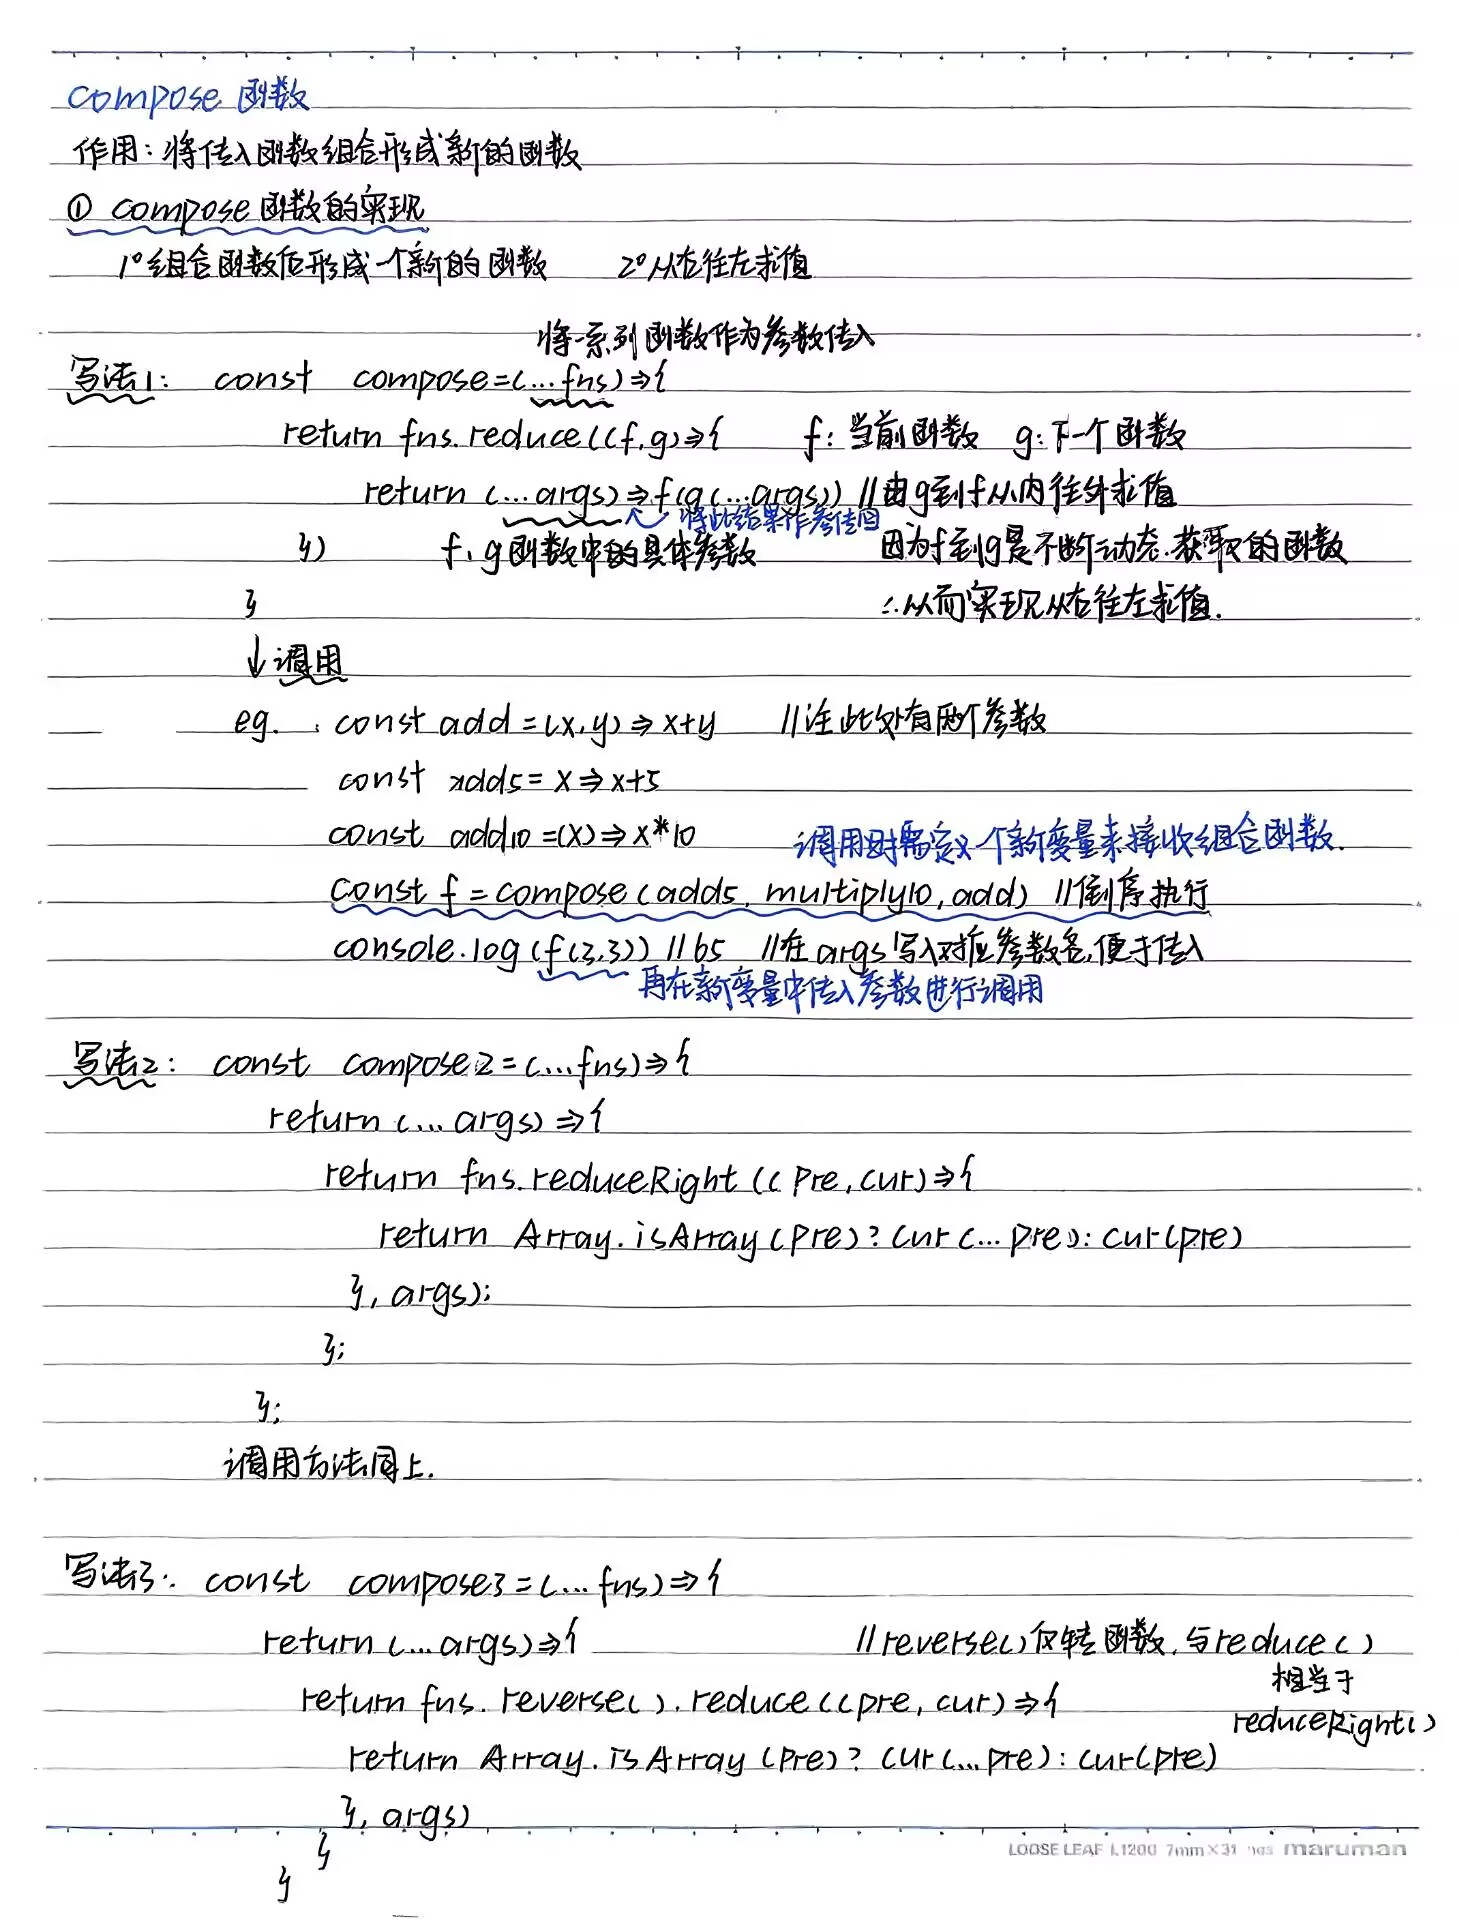 compose 函数
作用：将传入函数组合形成新的函数
① compose 函数的实现
1° 组合函数后形成一个新的函数 2° 从右往左求值
将一系列函数作为参数传入
写法1： const compose=(...fns)=>{
return fns.reduce((f,g)=>{ f：当前函数 g：下一个函数
return (...args)=>f(g(...args)) //由g到f从内往外求值
将此结果作参传回
}) f、g函数中的具体参数 因为f到g是不断动态获取的函数
} ∴从而实现从右往左求值.
↓调用
eg. const add=(x,y)=>x+y //注此处有两个参数
const add5=x=>x+5
const add10=(x)=>x*10 调用时需定义一个新变量来接收组合函数.
const f=compose(add5,multiply10,add) //倒序执行
console.log(f(3,3)) //65 //在args写入对应参数名,便于传入
再在新变量中传入参数进行调用
写法2： const compose2=(...fns)=>{
return(...args)=>{
return fns.reduceRight((pre,cur)=>{
return Array.isArray(pre)?cur(...pre):cur(pre)
},args);
};
};
调用方法同上.
写法3： const compose3=(...fns)=>{
return(...args)=>{ //reverse()仅转函数,与reduce()
相当于
return fns.reverse().reduce((pre,cur)=>{
reduceRight()
return Array.isArray(pre)?cur(...pre):cur(pre)
},args)
}
LOOSE LEAF L1200 7mm×31 maruman
}